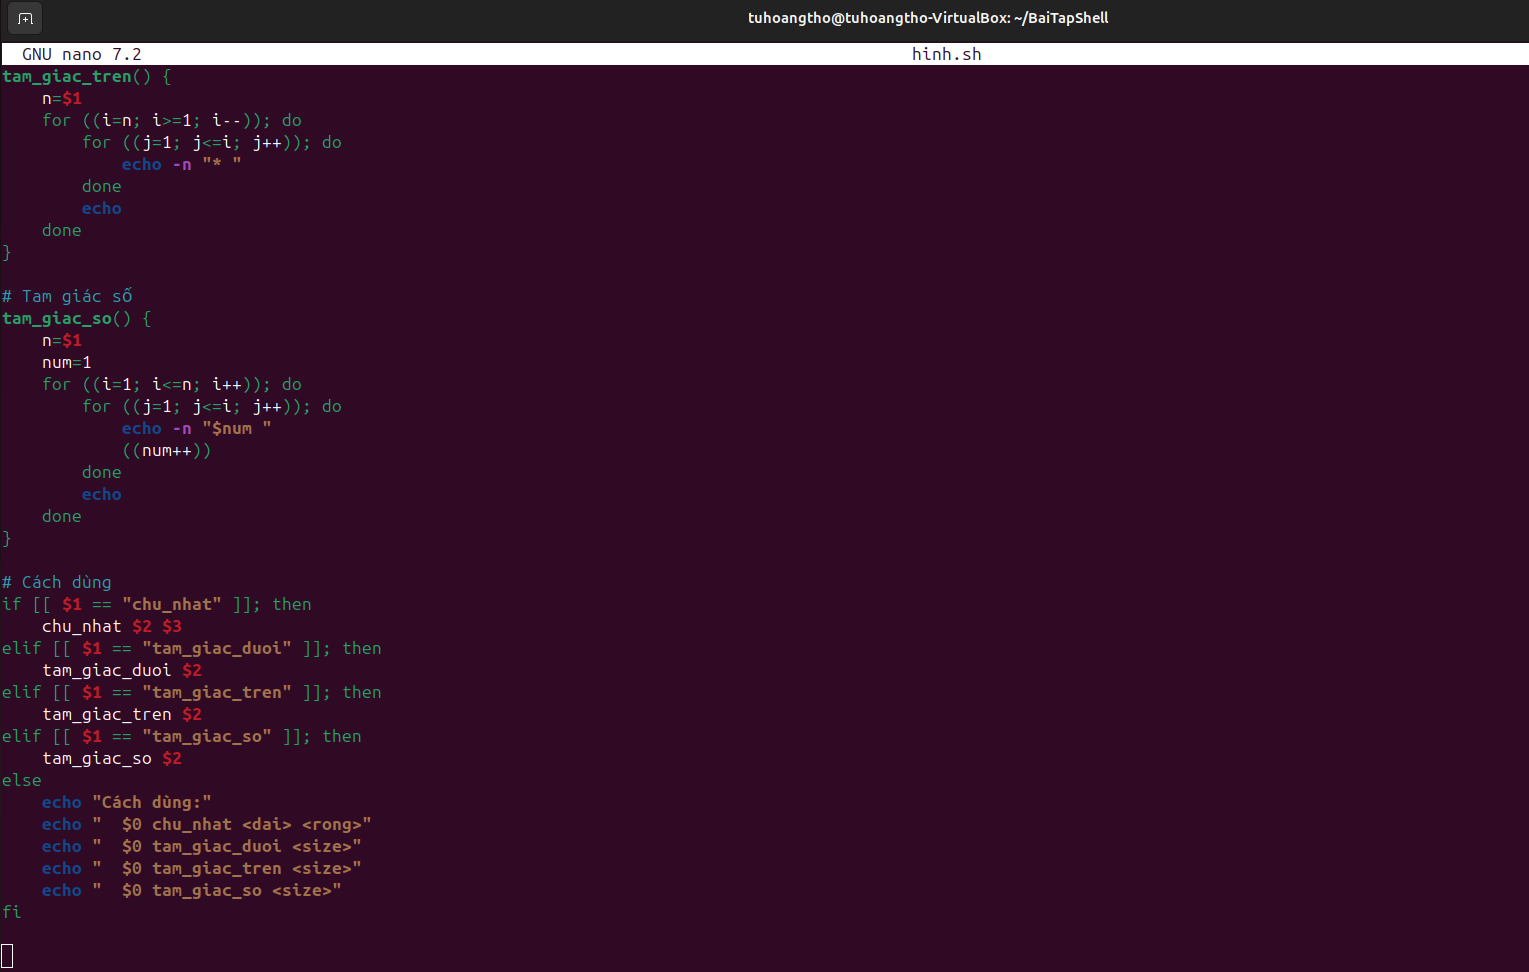 tuhoangtho@tuhoangtho-VirtualBox: ~/BaiTapShell
GNU nano 7.2 hinh.sh
tam_giac_tren() {
    n=$1
    for ((i=n; i>=1; i--)); do
        for ((j=1; j<=i; j++)); do
            echo -n "* "
        done
        echo
    done
}

# Tam giác số
tam_giac_so() {
    n=$1
    num=1
    for ((i=1; i<=n; i++)); do
        for ((j=1; j<=i; j++)); do
            echo -n "$num "
            ((num++))
        done
        echo
    done
}

# Cách dùng
if [[ $1 == "chu_nhat" ]]; then
    chu_nhat $2 $3
elif [[ $1 == "tam_giac_duoi" ]]; then
    tam_giac_duoi $2
elif [[ $1 == "tam_giac_tren" ]]; then
    tam_giac_tren $2
elif [[ $1 == "tam_giac_so" ]]; then
    tam_giac_so $2
else
    echo "Cách dùng:"
    echo "  $0 chu_nhat <dai> <rong>"
    echo "  $0 tam_giac_duoi <size>"
    echo "  $0 tam_giac_tren <size>"
    echo "  $0 tam_giac_so <size>"
fi